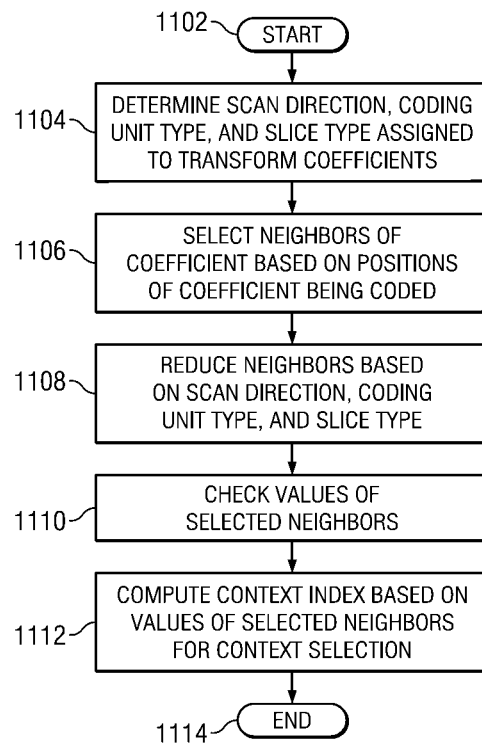 1102
START
1104
DETERMINE SCAN DIRECTION, CODING
UNIT TYPE, AND SLICE TYPE ASSIGNED
TO TRANSFORM COEFFICIENTS
1106
SELECT NEIGHBORS OF
COEFFICIENT BASED ON POSITIONS
OF COEFFICIENT BEING CODED
1108
REDUCE NEIGHBORS BASED
ON SCAN DIRECTION, CODING
UNIT TYPE, AND SLICE TYPE
1110
CHECK VALUES OF
SELECTED NEIGHBORS
1112
COMPUTE CONTEXT INDEX BASED ON
VALUES OF SELECTED NEIGHBORS
FOR CONTEXT SELECTION
1114
END